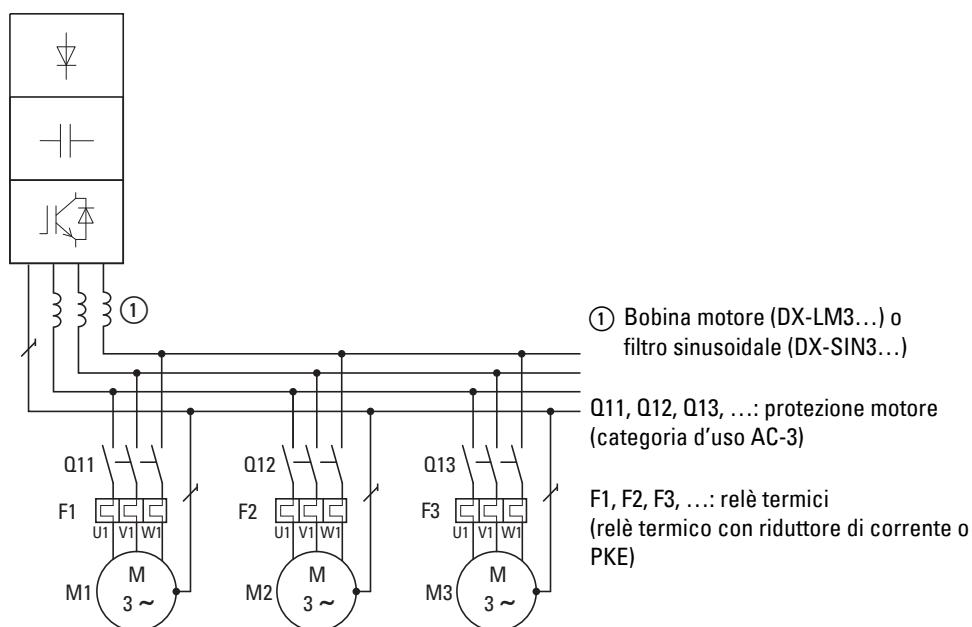 ①
① Bobina motore (DX-LM3…) o
filtro sinusoidale (DX-SIN3…)
Q11, Q12, Q13, …: protezione motore
(categoria d'uso AC-3)
Q11
Q12
Q13
F1, F2, F3, …: relè termici
(relè termico con riduttore di corrente o
PKE)
F1
F2
F3
U1 V1 W1
U1 V1 W1
U1 V1 W1
M1
M
3 ~
M2
M
3 ~
M3
M
3 ~